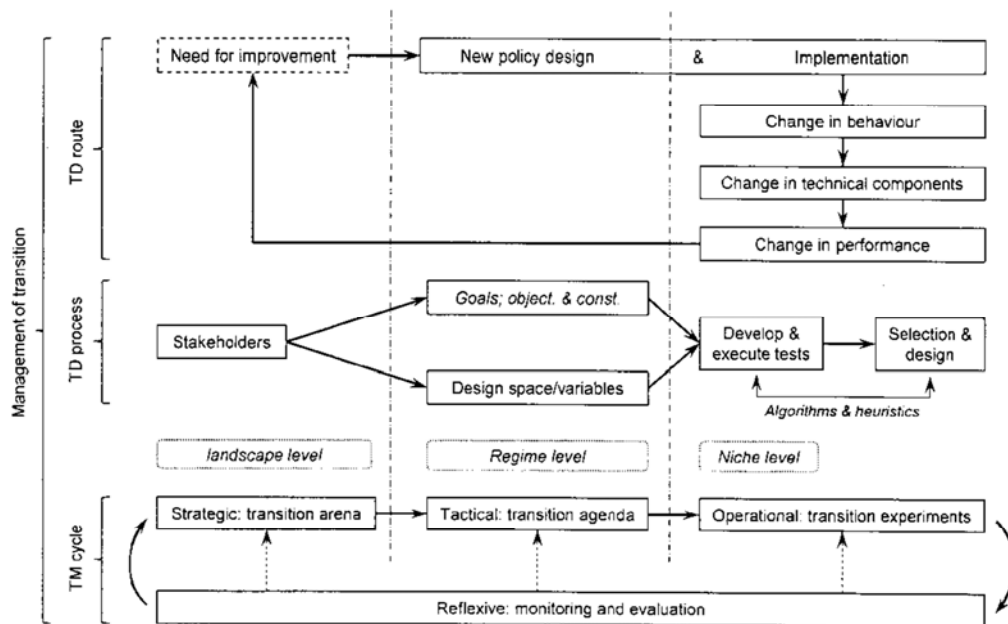 Need for improvement
New policy design & Implementation
Change in behaviour
Change in technical components
Change in performance
TD route
Management of transition
Goals; object. & const.
Stakeholders
Develop &
execute tests
Selection &
design
Design space/variables
Algorithms & heuristics
TD process
landscape level
Regime level
Niche level
Strategic: transition arena
Tactical: transition agenda
Operational: transition experiments
TM cycle
Reflexive: monitoring and evaluation